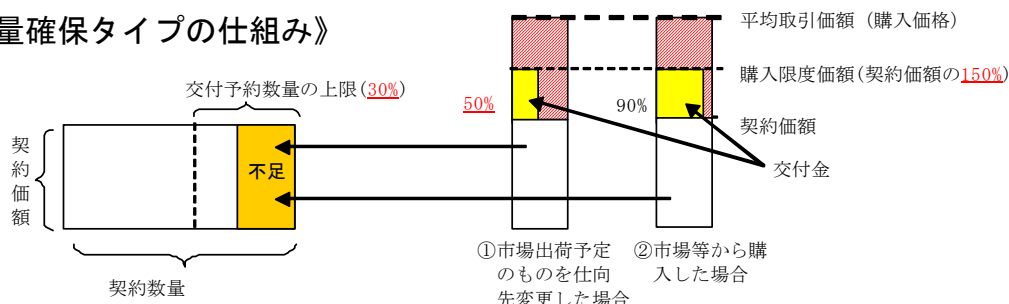 量確保タイプの仕組み》
平均取引価額（購入価格）
購入限度価額(契約価額の150%)
交付予約数量の上限(30%)
50%
90%
契約価額
契約価額
不足
交付金
①市場出荷予定
のものを仕向
先変更した場合
②市場等から購
入した場合
契約数量